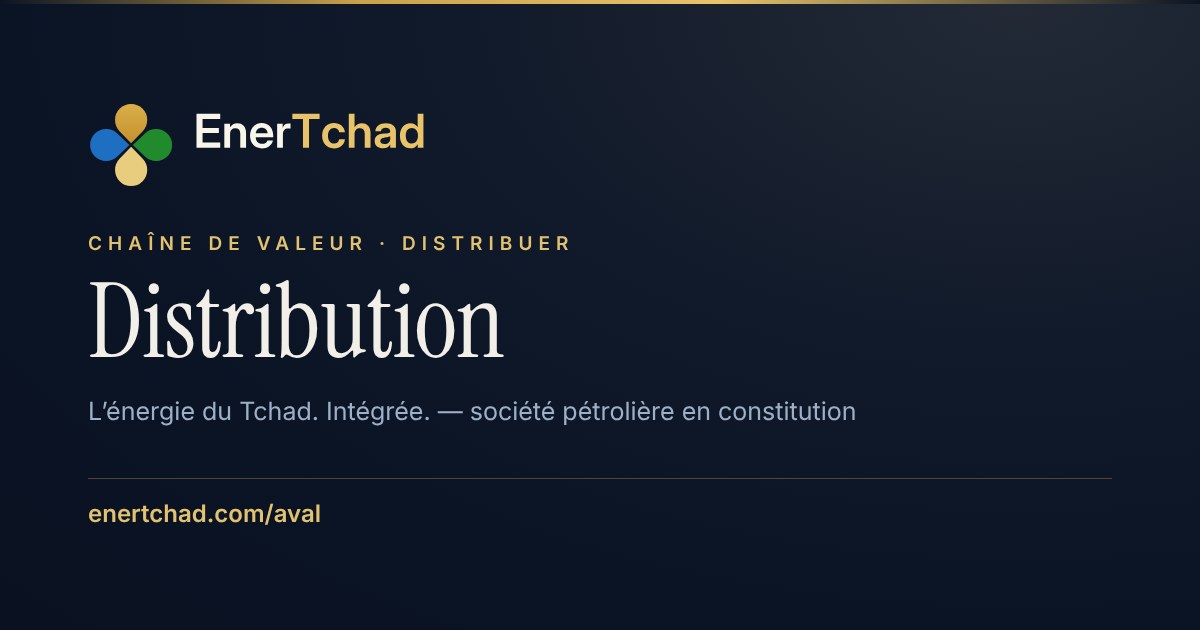 EnerTchad
CHAÎNE DE VALEUR · DISTRIBUER
Distribution
L’énergie du Tchad. Intégrée. — société pétrolière en constitution
enertchad.com/aval